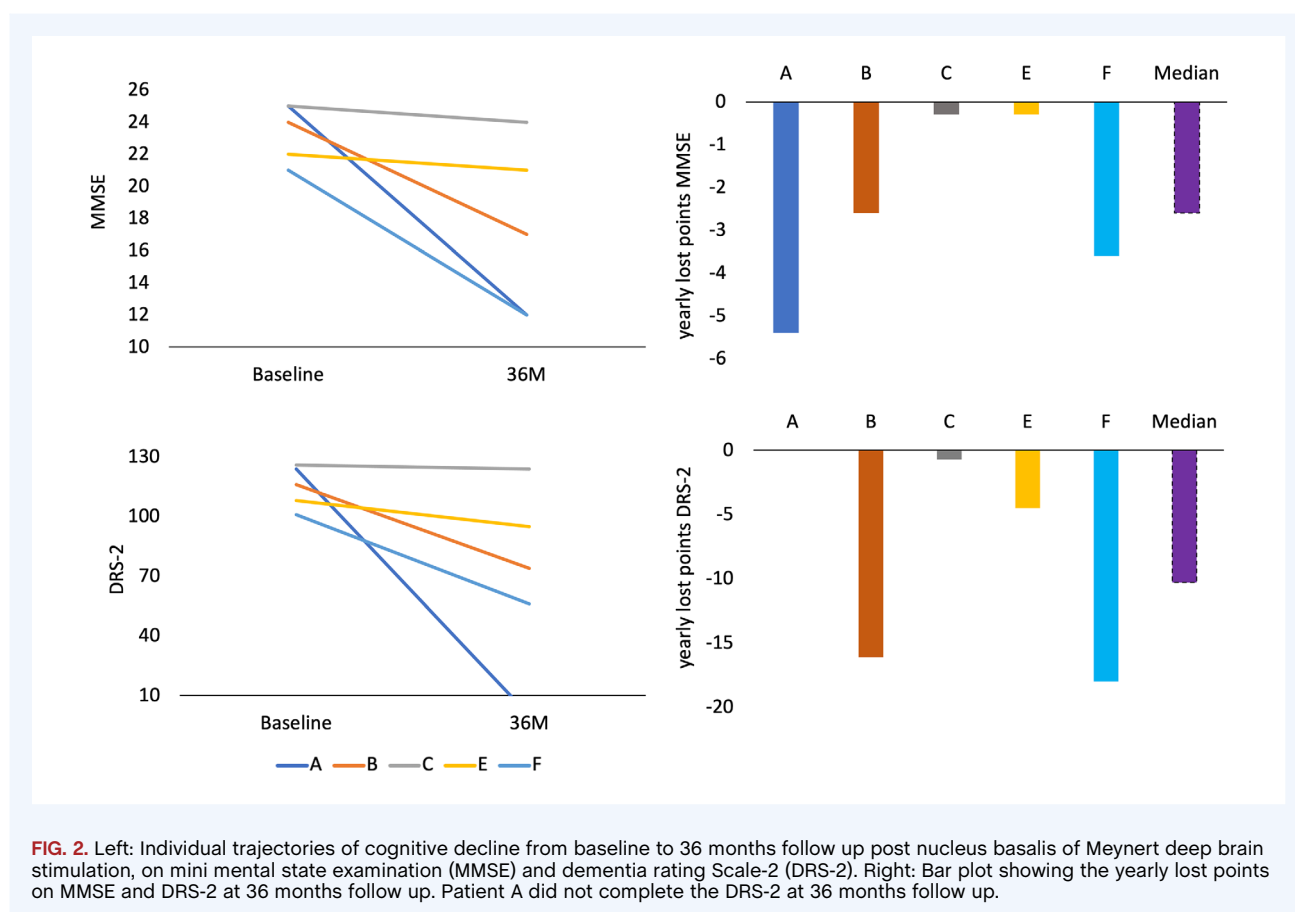 26
24
22
20
18
16
14
12
10
MMSE
Baseline 36M
A B C E F Median
0
-1
-2
-3
-4
-5
-6
yearly lost points MMSE
130
100
70
40
10
DRS-2
Baseline 36M
A B C E F
A B C E F Median
0
-5
-10
-15
-20
yearly lost points DRS-2
FIG. 2. Left: Individual trajectories of cognitive decline from baseline to 36 months follow up post nucleus basalis of Meynert deep brain
stimulation, on mini mental state examination (MMSE) and dementia rating Scale-2 (DRS-2). Right: Bar plot showing the yearly lost points
on MMSE and DRS-2 at 36 months follow up. Patient A did not complete the DRS-2 at 36 months follow up.